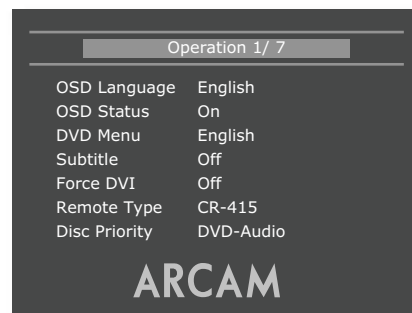 Operation 1/ 7
OSD Language English
OSD Status On
DVD Menu English
Subtitle Off
Force DVI Off
Remote Type CR-415
Disc Priority DVD-Audio
ARCAM